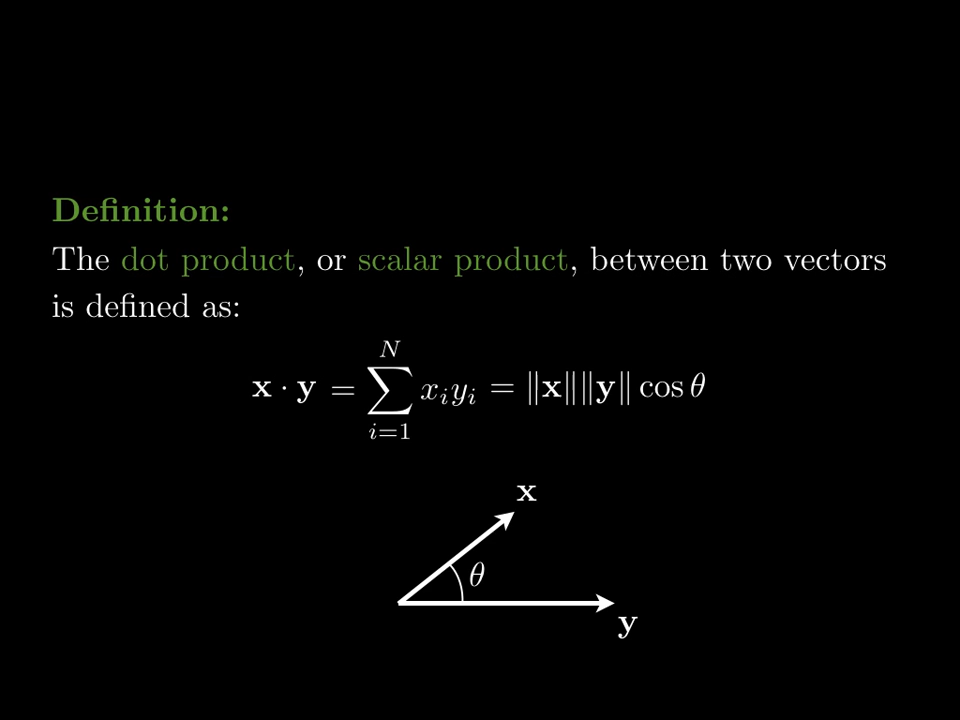 Definition:
The dot product, or scalar product, between two vectors
is defined as:
x · y = ∑_{i=1}^{N} x_i y_i = ‖x‖‖y‖ cos θ
x
θ
y